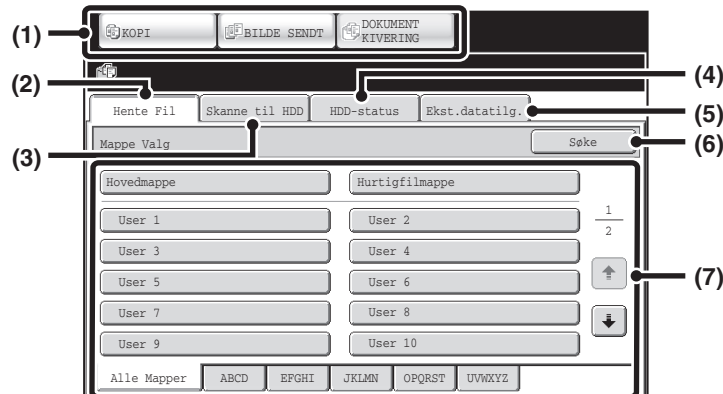 (1)
KOPI
BILDE SENDT
DOKUMENT
KIVERING
(2)
(4)
Hente Fil
Skanne til HDD
HDD-status
Ekst.datatilg.
(5)
(3)
Mappe Valg
Søke
(6)
Hovedmappe
Hurtigfilmappe
User 1
User 2
1
2
User 3
User 4
User 5
User 6
(7)
User 7
User 8
User 9
User 10
Alle Mapper
ABCD
EFGHI
JKLMN
OPQRST
UVWXYZ